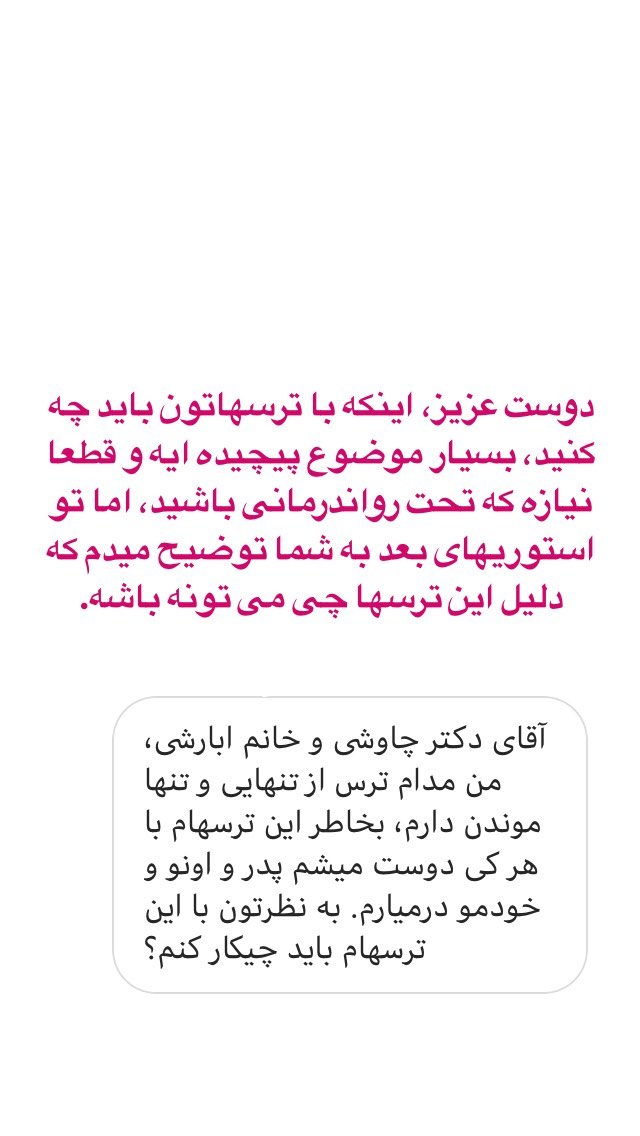 دوست عزیز، اینکه با ترسهاتون باید چه
کنید، بسیار موضوع پیچیده ایه و قطعا
نیازه که تحت رواندرمانی باشید، اما تو
استوریهای بعد به شما توضیح میدم که
دلیل این ترسها چی می تونه باشه.
آقای دکتر چاوشی و خانم ابارشی،
من مدام ترس از تنهایی و تنها
موندن دارم، بخاطر این ترسهام با
هر کی دوست میشم پدر و اونو و
خودمو درمیارم. به نظرتون با این
ترسهام باید چیکار کنم؟